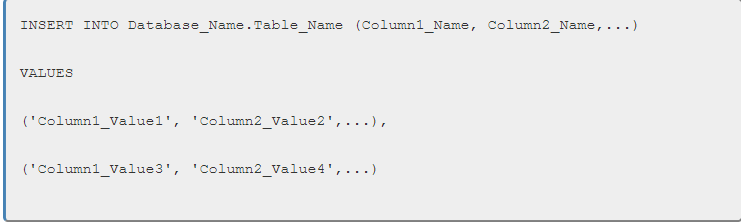 INSERT INTO Database_Name.Table_Name (Column1_Name, Column2_Name,...)
VALUES
('Column1_Value1', 'Column2_Value2',...),
('Column1_Value3', 'Column2_Value4',...)